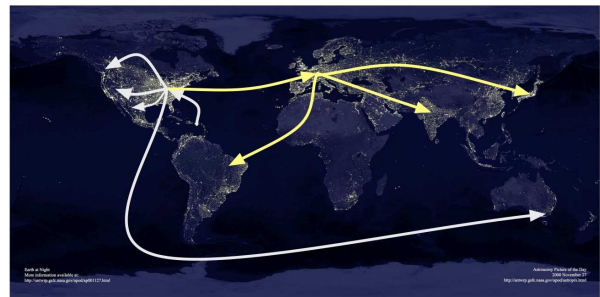 Earth at Night
More information available at:
http://antwrp.gsfc.nasa.gov/apod/ap001127.html
Astronomy Picture of the Day
2000 November 27
http://antwrp.gsfc.nasa.gov/apod/astropix.html